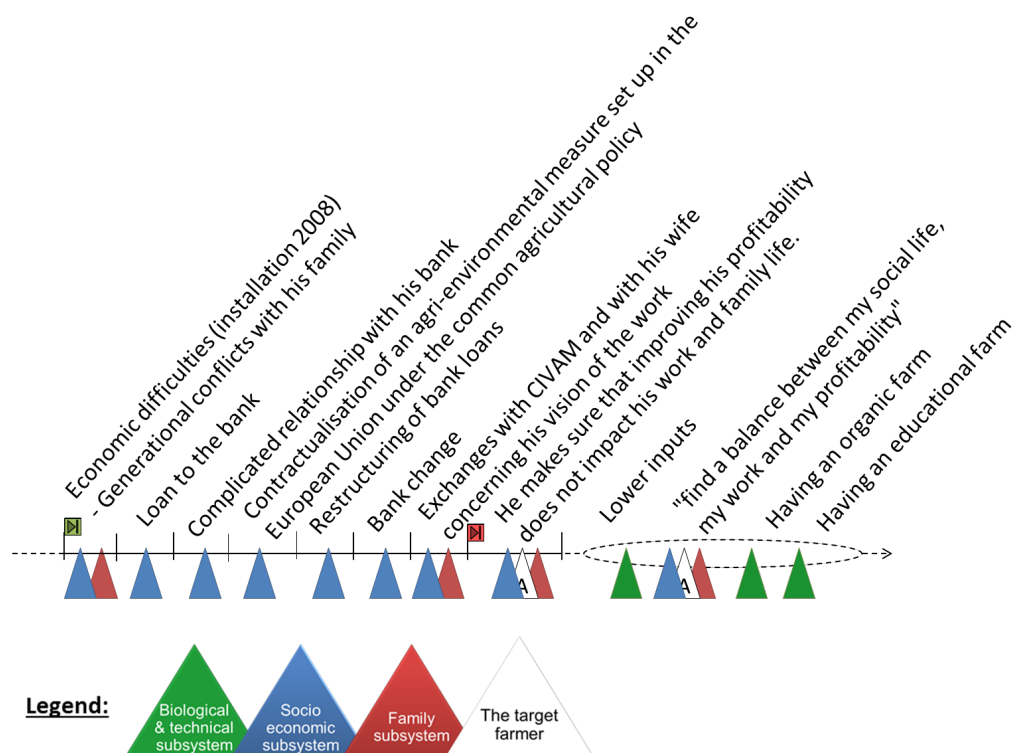 Economic difficulties (installation 2008)
- Generational conflicts with his family
Loan to the bank
Complicated relationship with his bank
Contractualisation of an agri-environmental measure set up in the
European Union under the common agricultural policy
Restructuring of bank loans
Bank change
Exchanges with CIVAM and with his wife
concerning his vision of the work
He makes sure that improving his profitability
does not impact his work and family life.
Lower inputs
"find a balance between my social life,
my work and my profitability"
Having an organic farm
Having an educational farm
A
A
Legend:
Biological
& technical
subsystem
Socio
economic
subsystem
Family
subsystem
The target
farmer